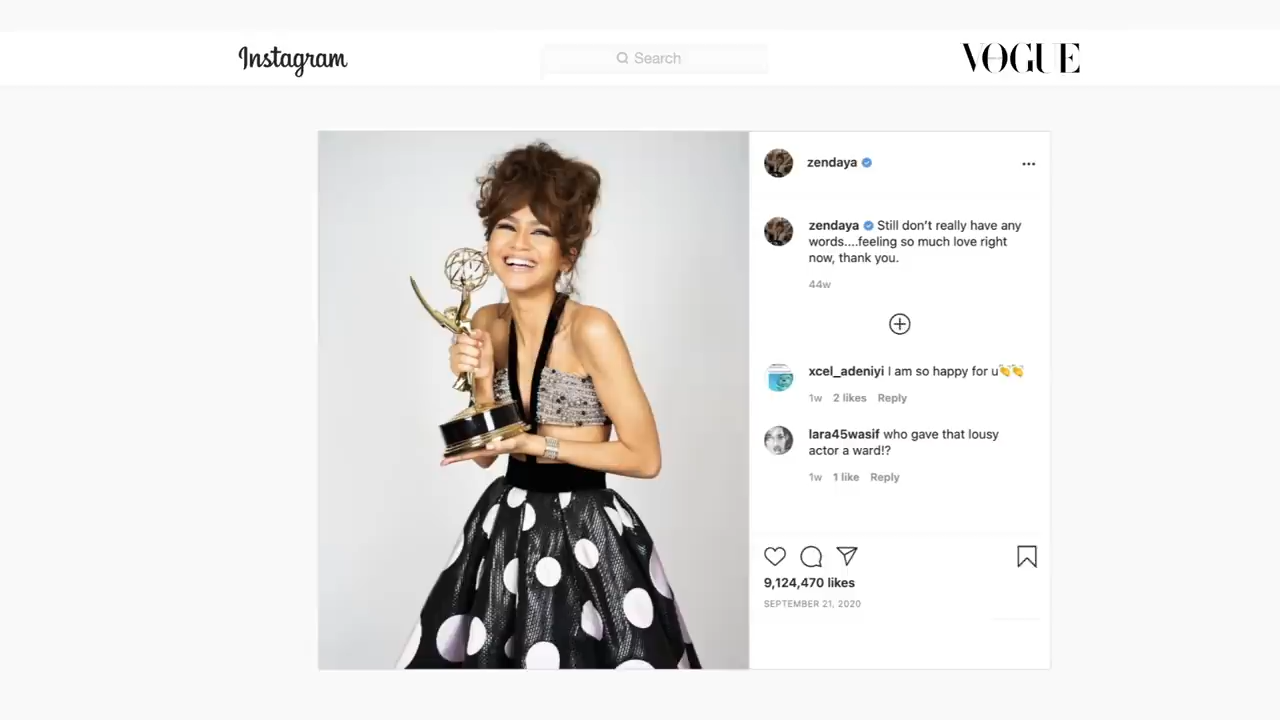 Instagram
Search
VOGUE
zendaya
zendaya Still don't really have any
words....feeling so much love right
now, thank you.
44w
xcel_adeniyi I am so happy for u👏👏
1w 2 likes Reply
lara45wasif who gave that lousy
actor a ward!?
1w 1 like Reply
9,124,470 likes
SEPTEMBER 21, 2020